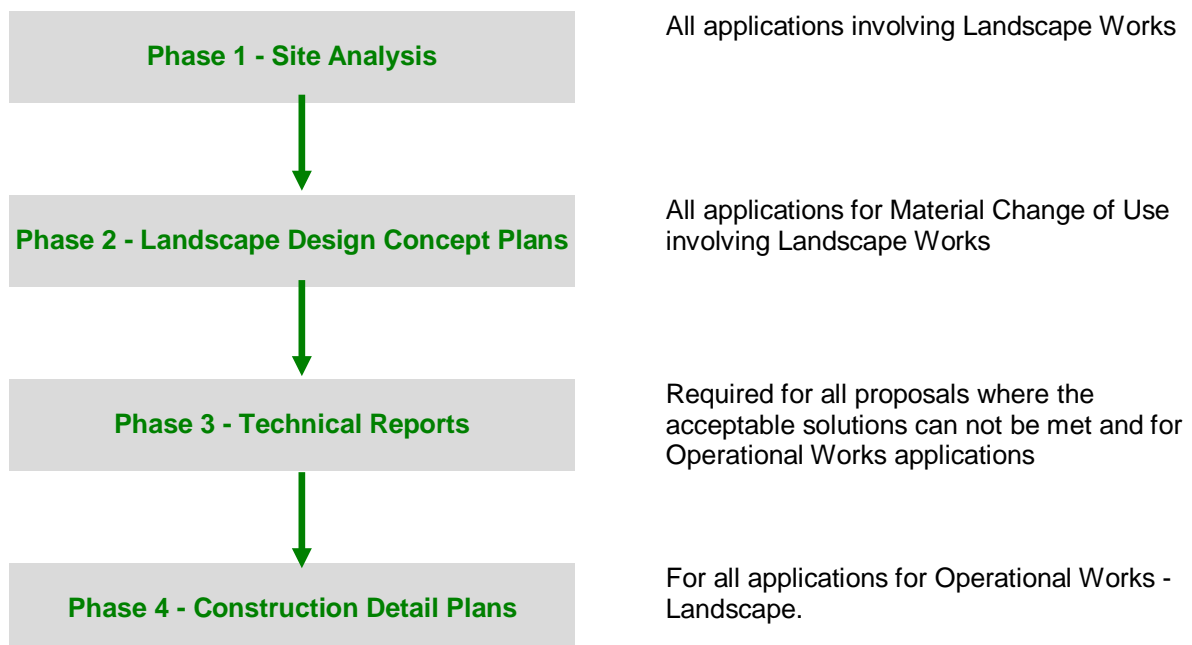 Phase 1 - Site Analysis
All applications involving Landscape Works
Phase 2 - Landscape Design Concept Plans
All applications for Material Change of Use
involving Landscape Works
Phase 3 - Technical Reports
Required for all proposals where the
acceptable solutions can not be met and for
Operational Works applications
Phase 4 - Construction Detail Plans
For all applications for Operational Works -
Landscape.